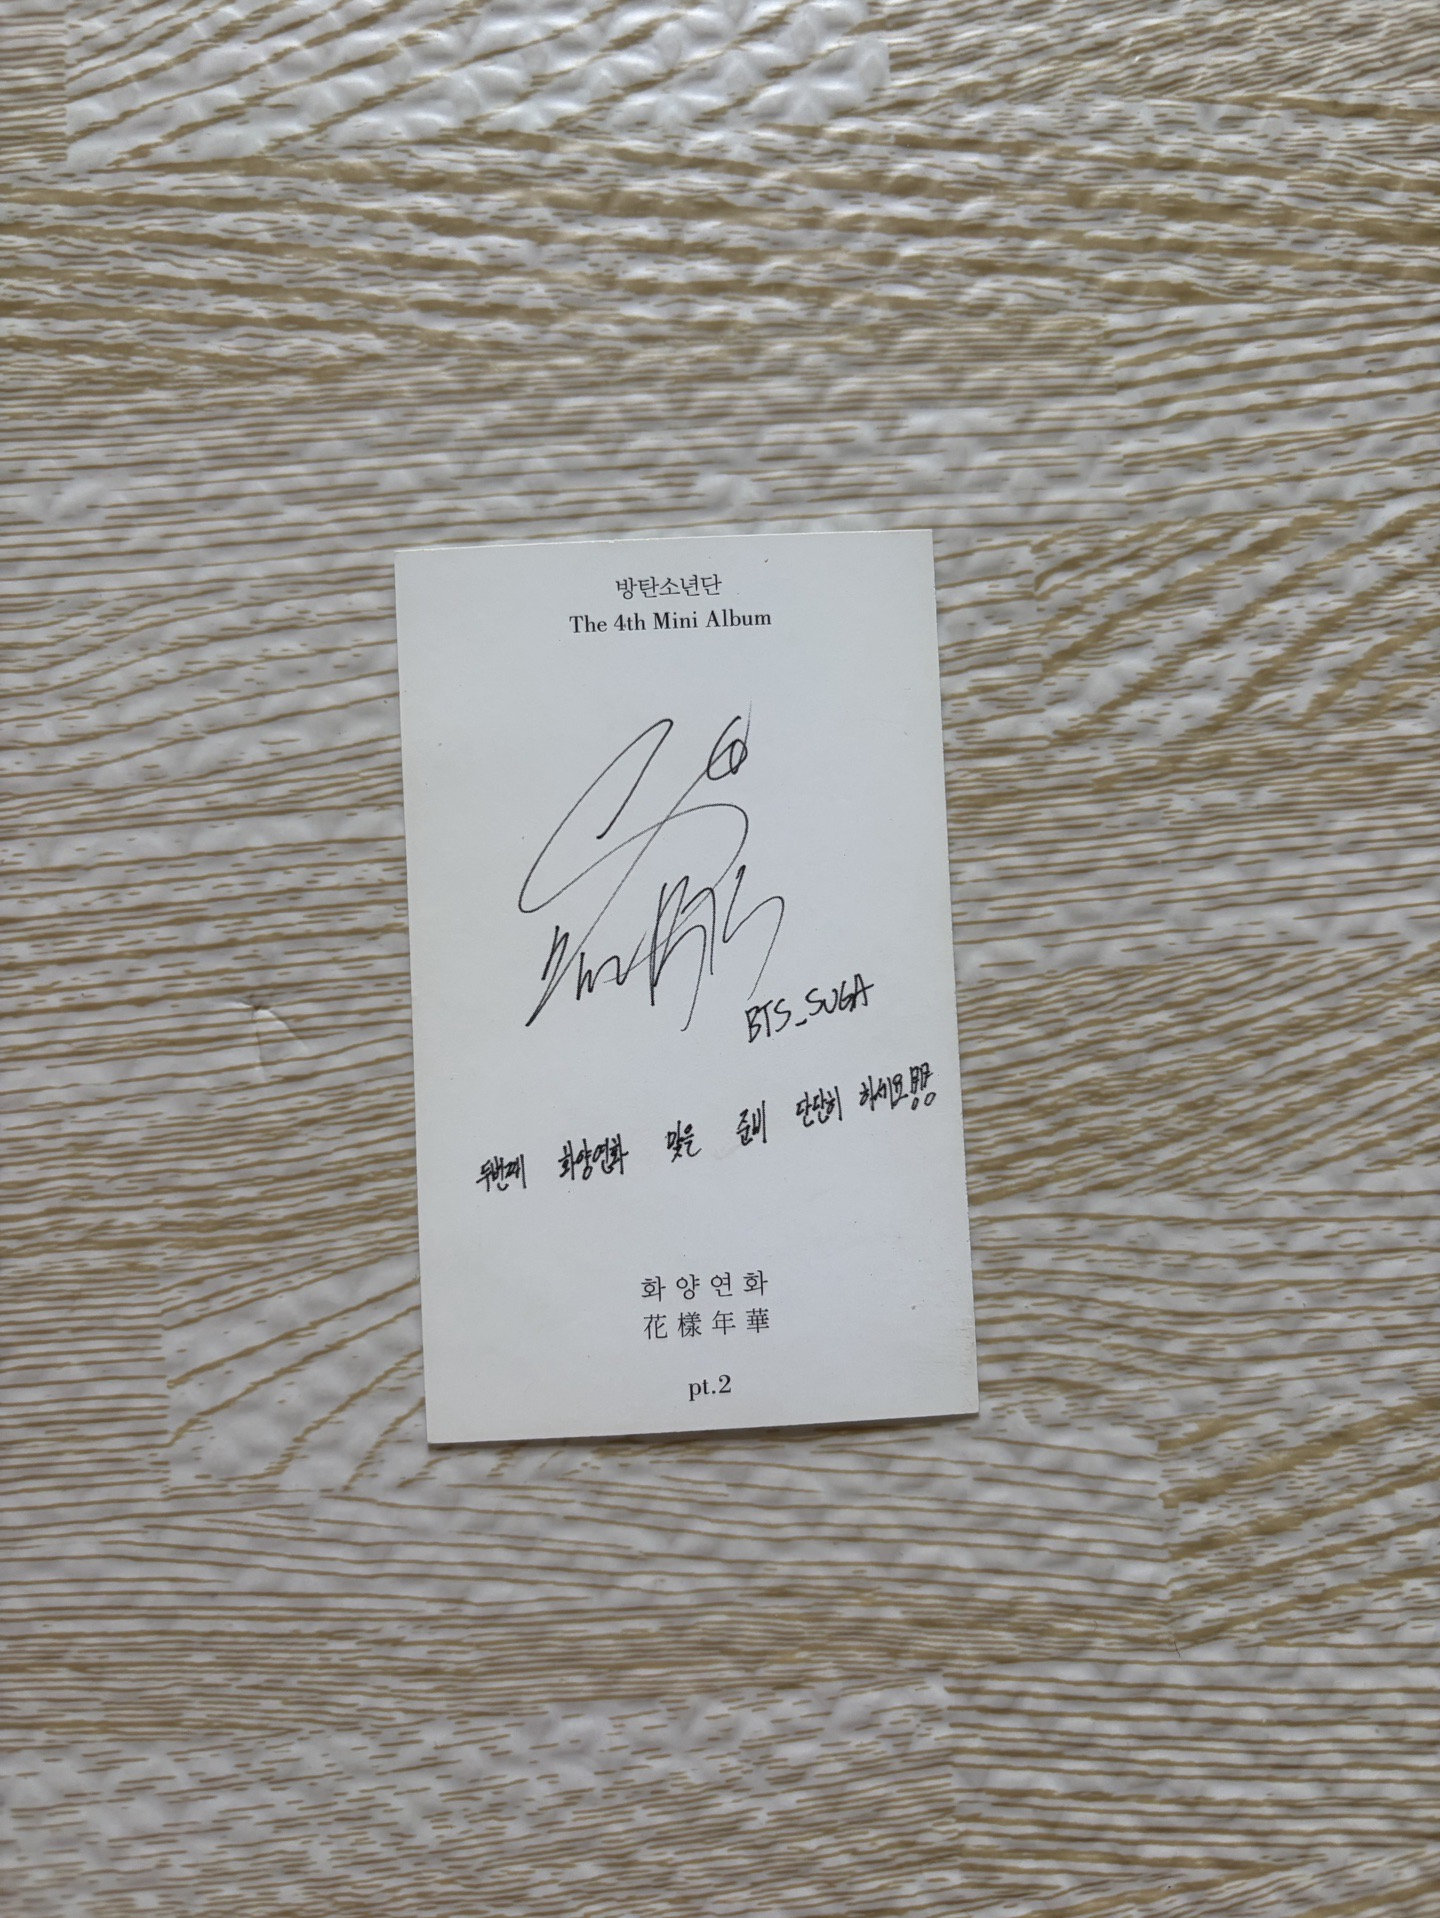 방탄소년단
The 4th Mini Album
BTS_SUGA
두번째 화양연화 맞을 준비 단단히 하세요
화양연화
花樣年華
pt.2